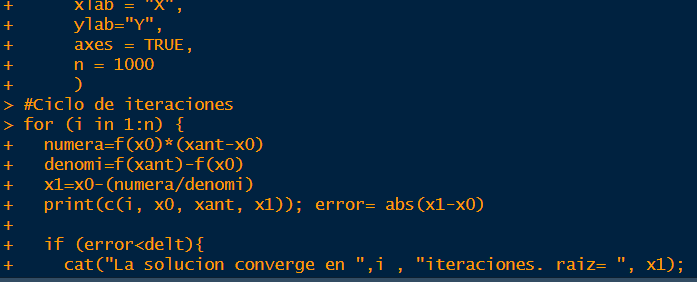 +       xlab = "X",
+       ylab="Y",
+       axes = TRUE,
+       n = 1000
+       )
> #Ciclo de iteraciones
> for (i in 1:n) {
+   numera=f(x0)*(xant-x0)
+   denomi=f(xant)-f(x0)
+   x1=x0-(numera/denomi)
+   print(c(i, x0, xant, x1)); error= abs(x1-x0)
+
+   if (error<delt){
+     cat("La solucion converge en ",i , "iteraciones. raiz= ", x1);